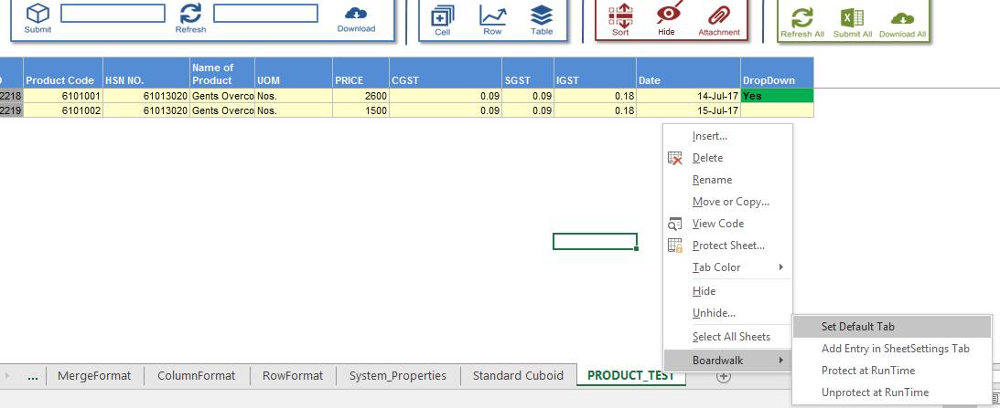 Submit Refresh Download Cell Row Table Sort Hide Attachment Refresh All Submit All Download All
Name of
Product Code HSN NO. Product UOM PRICE CGST SGST IGST Date DropDown
2218 6101001 61013020 Gents Overco Nos. 2600 0.09 0.09 0.18 14-Jul-17 Yes
2219 6101002 61013020 Gents Overco Nos. 1500 0.09 0.09 0.18 15-Jul-17
Insert...
Delete
Rename
Move or Copy...
View Code
Protect Sheet...
Tab Color
Hide
Unhide...
Select All Sheets
Boardwalk
Set Default Tab
Add Entry in SheetSettings Tab
Protect at RunTime
Unprotect at RunTime
... MergeFormat ColumnFormat RowFormat System_Properties Standard Cuboid PRODUCT_TEST